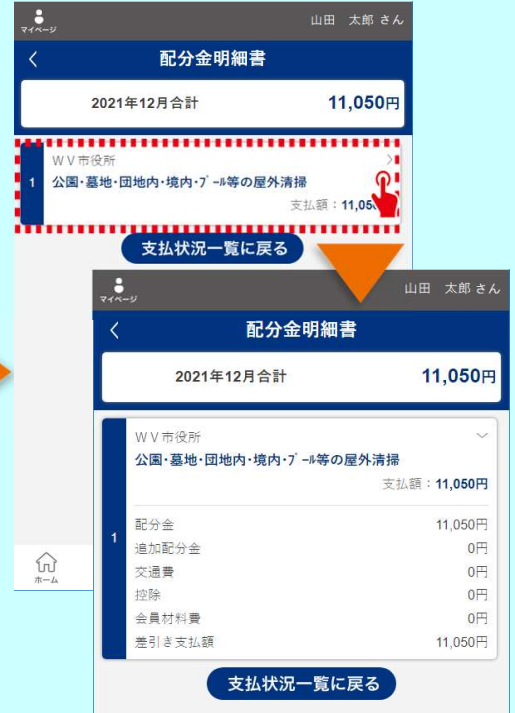 マイページ
山田 太郎 さん
配分金明細書
2021年12月合計 11,050円
WV市役所
1 公園・墓地・団地内・境内・プール等の屋外清掃
支払額：11,05
支払状況一覧に戻る
ホーム
マイページ
山田 太郎 さん
配分金明細書
2021年12月合計 11,050円
WV市役所
公園・墓地・団地内・境内・プール等の屋外清掃
支払額：11,050円
1
配分金 11,050円
追加配分金 0円
交通費 0円
控除 0円
会員材料費 0円
差引き支払額 11,050円
支払状況一覧に戻る